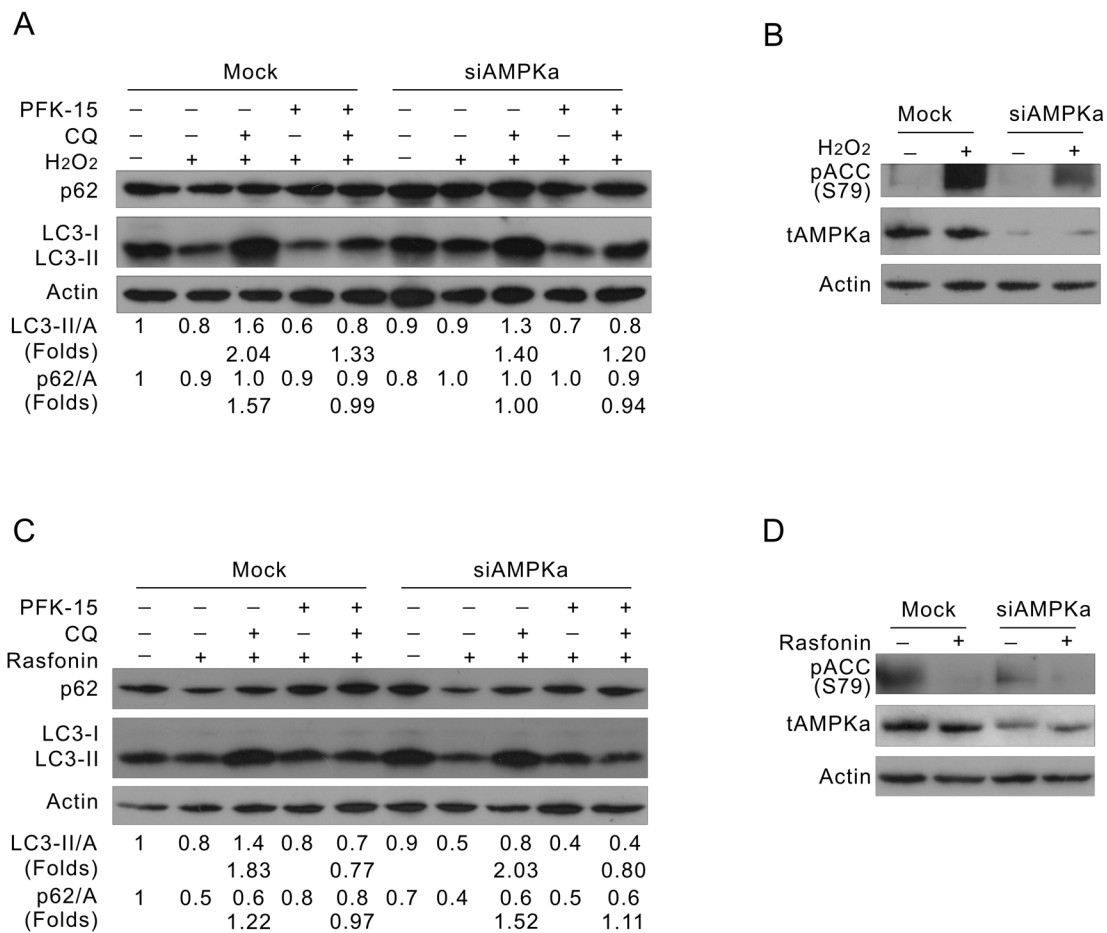 A
Mock siAMPKa
PFK-15 – – – + + – – – + +
CQ – – + – + – – + – +
H2O2 – + + + + – + + + +
p62
LC3-I
LC3-II
Actin
LC3-II/A 1 0.8 1.6 0.6 0.8 0.9 0.9 1.3 0.7 0.8
(Folds) 2.04 1.33 1.40 1.20
p62/A 1 0.9 1.0 0.9 0.9 0.8 1.0 1.0 1.0 0.9
(Folds) 1.57 0.99 1.00 0.94
B
Mock siAMPKa
H2O2 – + – +
pACC
(S79)
tAMPKa
Actin
C
Mock siAMPKa
PFK-15 – – – + + – – – + +
CQ – – + – + – – + – +
Rasfonin – + + + + – + + + +
p62
LC3-I
LC3-II
Actin
LC3-II/A 1 0.8 1.4 0.8 0.7 0.9 0.5 0.8 0.4 0.4
(Folds) 1.83 0.77 2.03 0.80
p62/A 1 0.5 0.6 0.8 0.8 0.7 0.4 0.6 0.5 0.6
(Folds) 1.22 0.97 1.52 1.11
D
Mock siAMPKa
Rasfonin – + – +
pACC
(S79)
tAMPKa
Actin